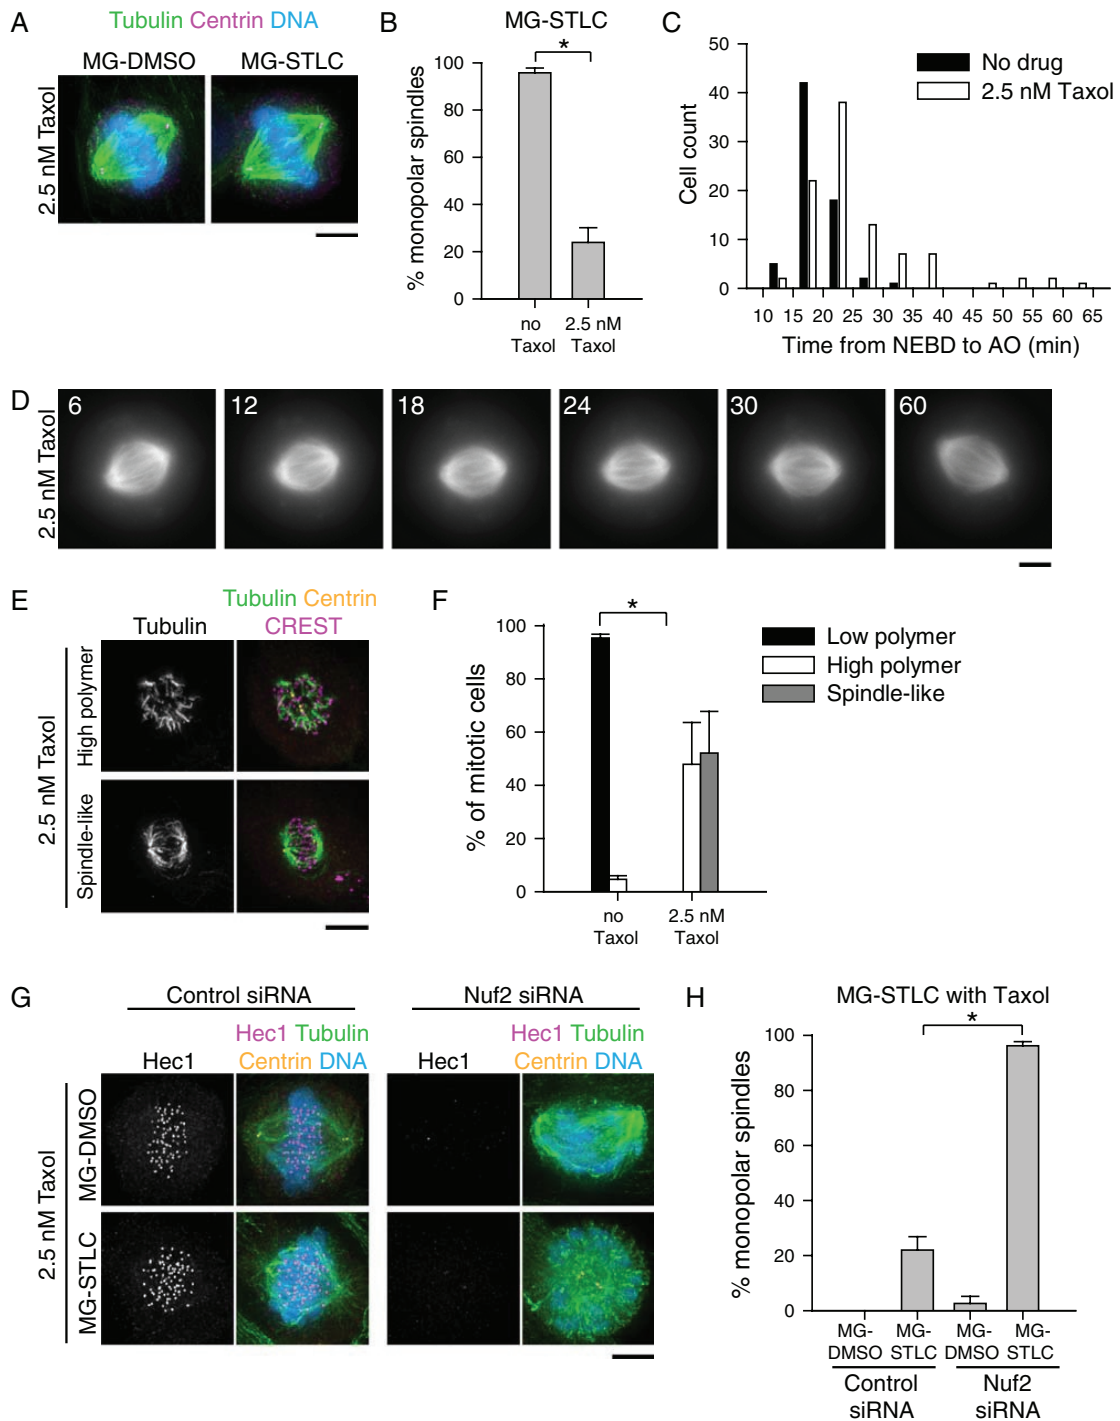 A
Tubulin Centrin DNA
MG-DMSO MG-STLC
2.5 nM Taxol
B
MG-STLC
*
% monopolar spindles
100
80
60
40
20
0
no Taxol
2.5 nM Taxol
C
No drug
2.5 nM Taxol
Cell count
50
40
30
20
10
0
10 15 20 25 30 35 40 45 50 55 60 65
Time from NEBD to AO (min)
D
2.5 nM Taxol
6 12 18 24 30 60
E
Tubulin Centrin
Tubulin CREST
2.5 nM Taxol
High polymer
Spindle-like
F
*
% of mitotic cells
100
80
60
40
20
0
no Taxol
2.5 nM Taxol
Low polymer
High polymer
Spindle-like
G
Control siRNA Nuf2 siRNA
Hec1 Tubulin Hec1 Tubulin
Hec1 Centrin DNA Hec1 Centrin DNA
2.5 nM Taxol
MG-DMSO
MG-STLC
H
MG-STLC with Taxol
*
% monopolar spindles
100
80
60
40
20
0
MG- MG- MG- MG-
DMSO STLC DMSO STLC
Control siRNA
Nuf2 siRNA